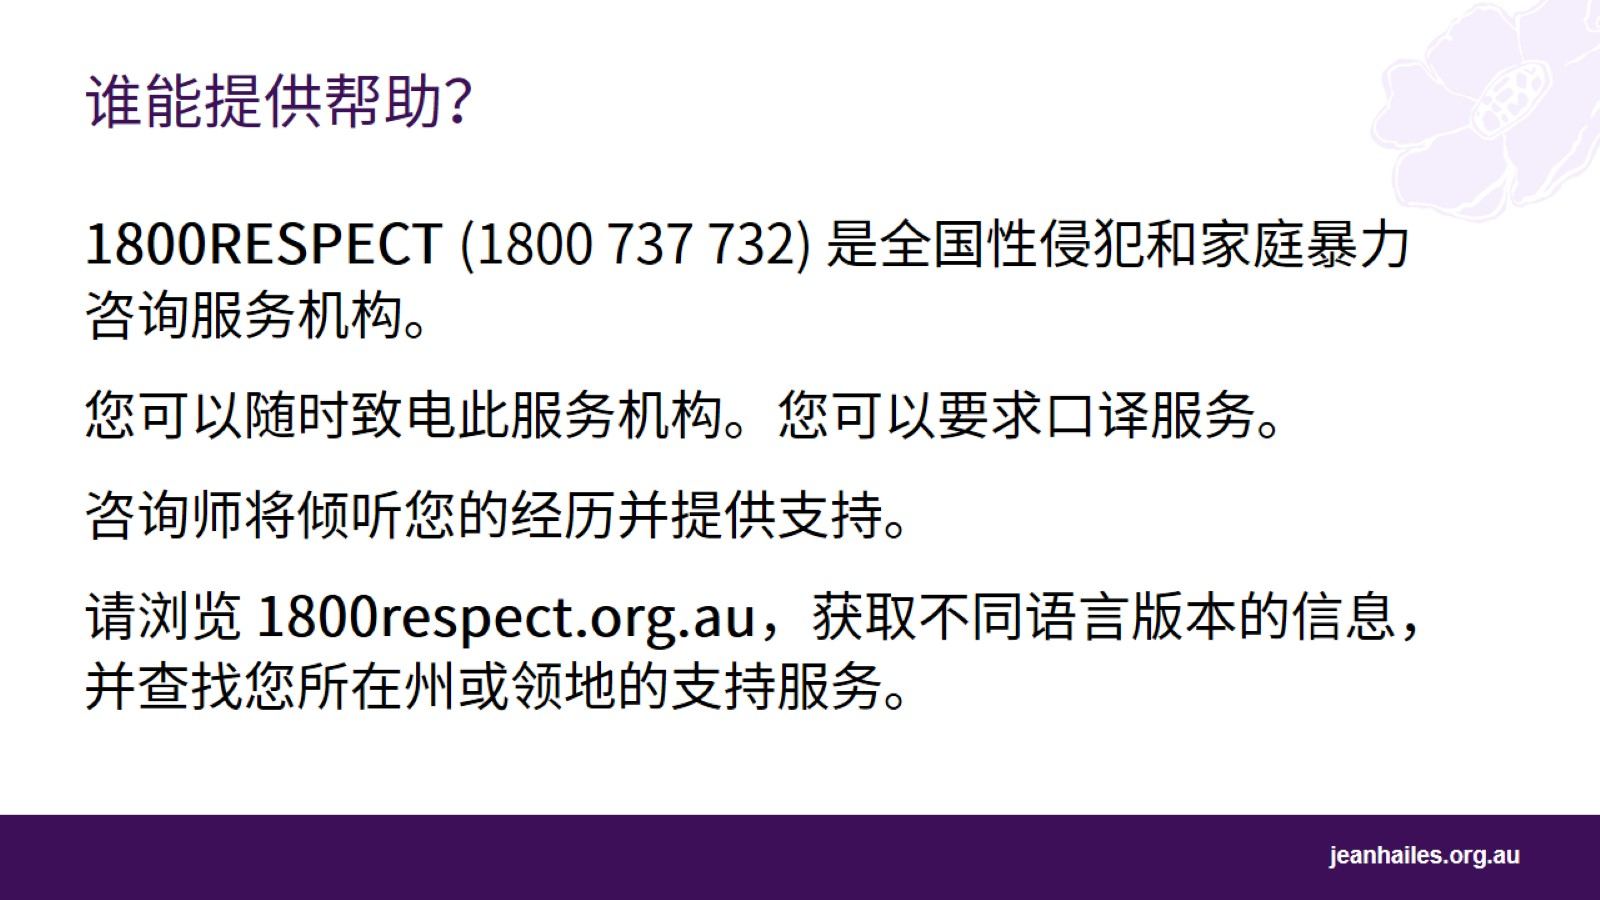 谁能提供帮助？
1800RESPECT (1800 737 732) 是全国性侵犯和家庭暴力
咨询服务机构。
您可以随时致电此服务机构。您可以要求口译服务。
咨询师将倾听您的经历并提供支持。
请浏览 1800respect.org.au，获取不同语言版本的信息，
并查找您所在州或领地的支持服务。
jeanhailes.org.au